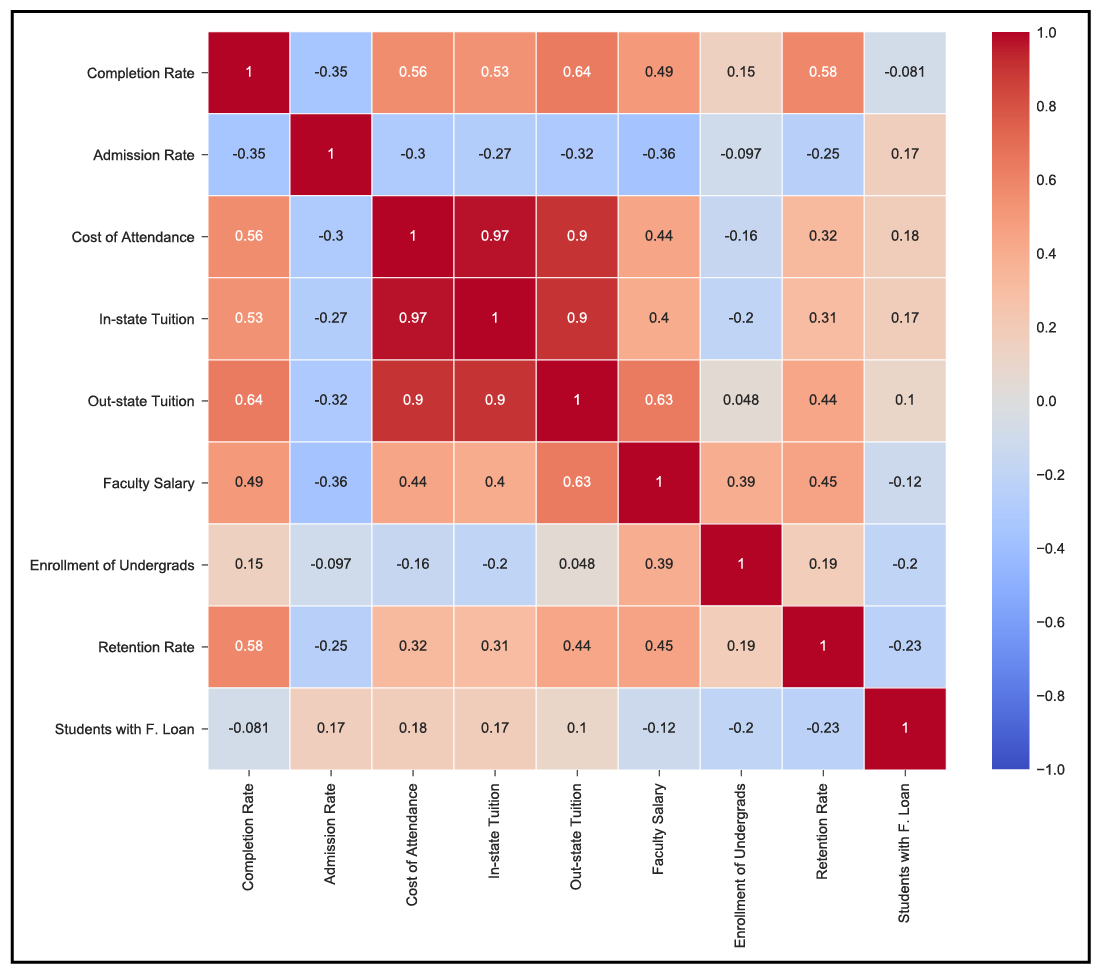 Completion Rate 1 -0.35 0.56 0.53 0.64 0.49 0.15 0.58 -0.081
Admission Rate -0.35 1 -0.3 -0.27 -0.32 -0.36 -0.097 -0.25 0.17
Cost of Attendance 0.56 -0.3 1 0.97 0.9 0.44 -0.16 0.32 0.18
In-state Tuition 0.53 -0.27 0.97 1 0.9 0.4 -0.2 0.31 0.17
Out-state Tuition 0.64 -0.32 0.9 0.9 1 0.63 0.048 0.44 0.1
Faculty Salary 0.49 -0.36 0.44 0.4 0.63 1 0.39 0.45 -0.12
Enrollment of Undergrads 0.15 -0.097 -0.16 -0.2 0.048 0.39 1 0.19 -0.2
Retention Rate 0.58 -0.25 0.32 0.31 0.44 0.45 0.19 1 -0.23
Students with F. Loan -0.081 0.17 0.18 0.17 0.1 -0.12 -0.2 -0.23 1
Completion Rate
Admission Rate
Cost of Attendance
In-state Tuition
Out-state Tuition
Faculty Salary
Enrollment of Undergrads
Retention Rate
Students with F. Loan
1.0
0.8
0.6
0.4
0.2
0.0
−0.2
−0.4
−0.6
−0.8
−1.0